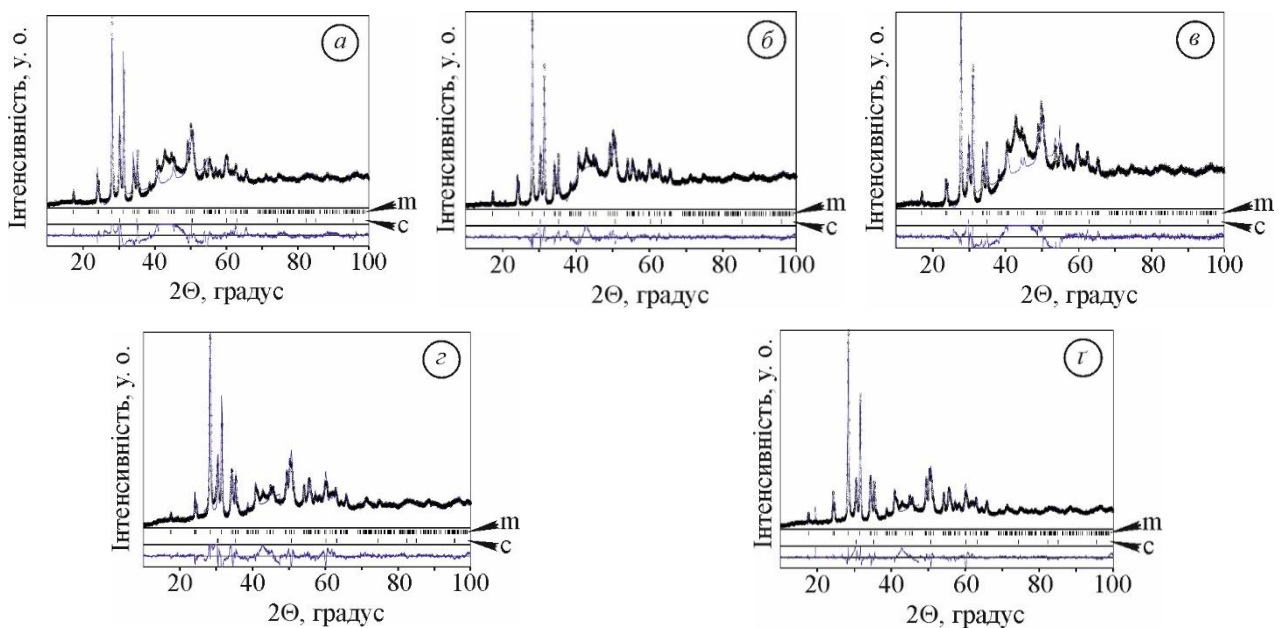 Інтенсивність, у. о.
а
m
c
20 40 60 80 100
2Θ, градус
Інтенсивність, у. о.
б
m
c
20 40 60 80 100
2Θ, градус
Інтенсивність, у. о.
в
m
c
20 40 60 80 100
2Θ, градус
Інтенсивність, у. о.
г
m
c
20 40 60 80 100
2Θ, градус
Інтенсивність, у. о.
ґ
m
c
20 40 60 80 100
2Θ, градус